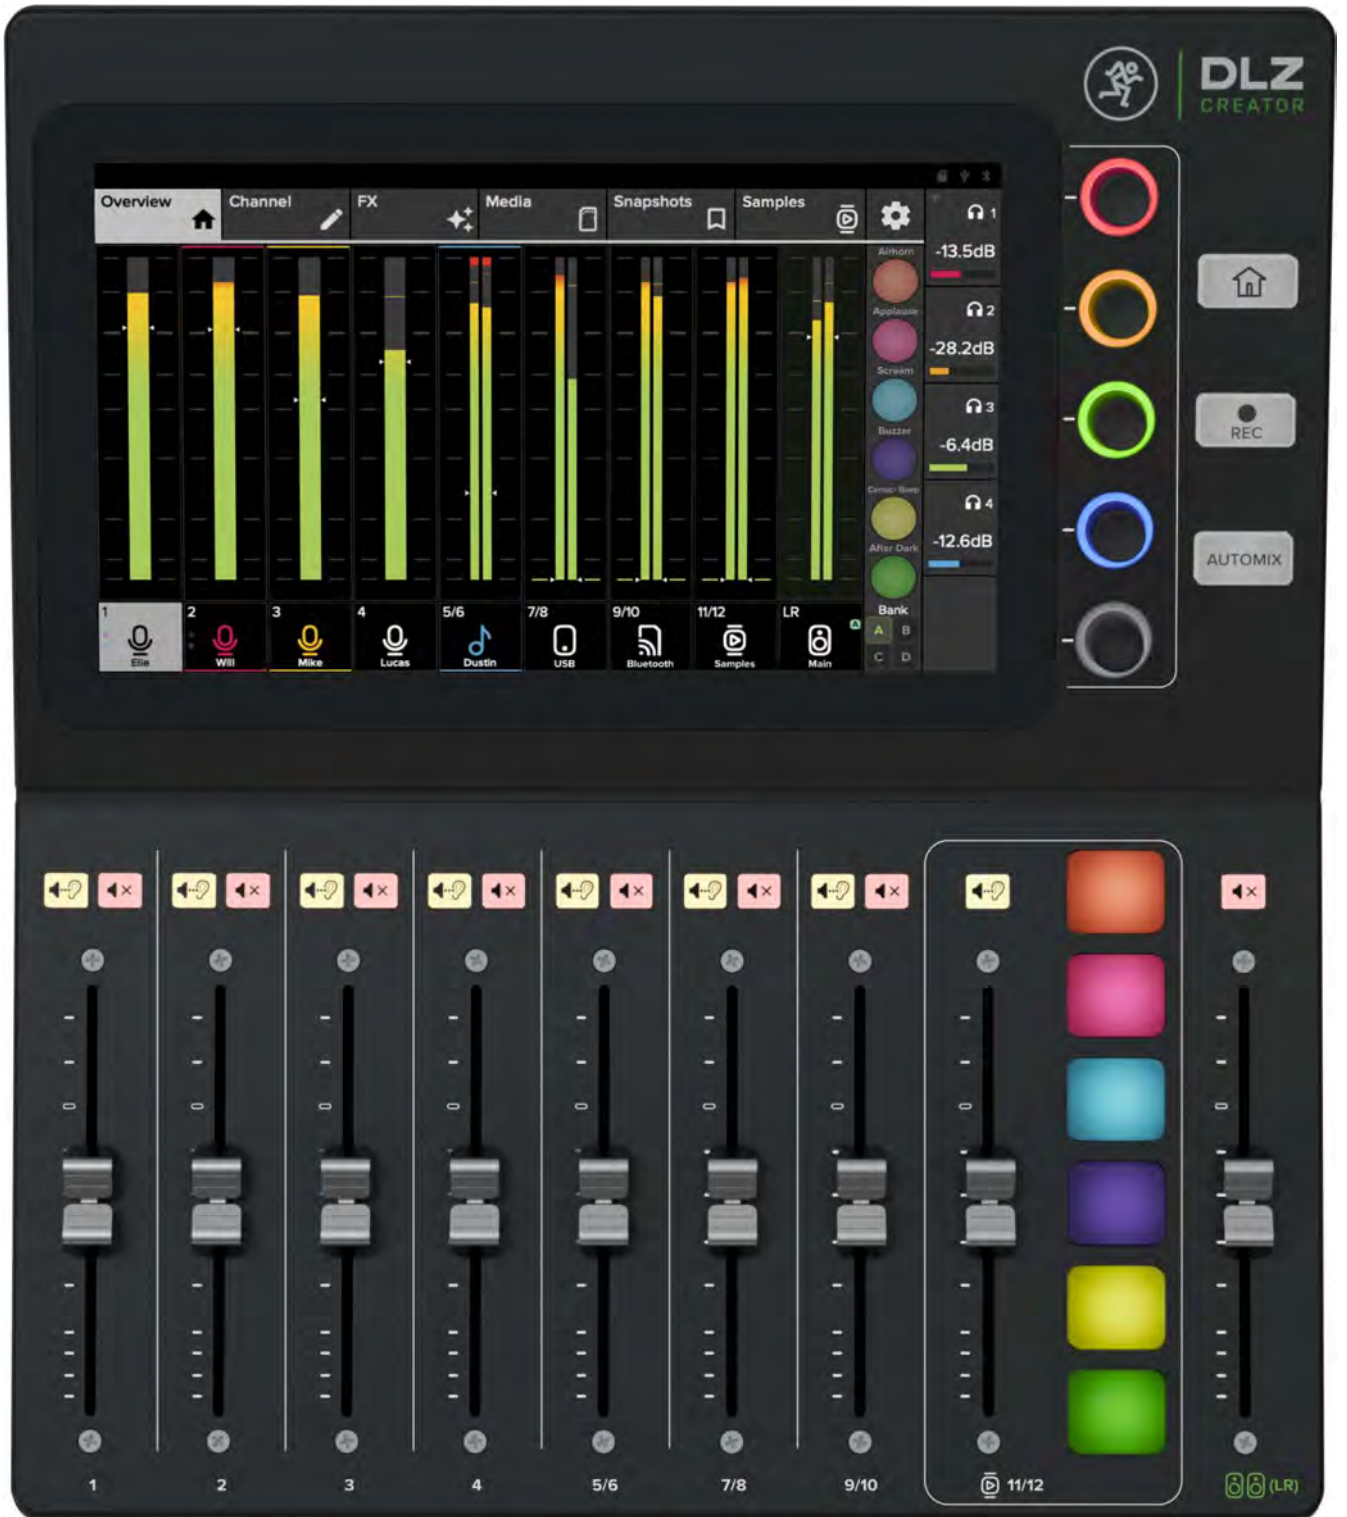 DLZ
CREATOR
Overview
Channel
FX
Media
Snapshots
Samples
1
-13.5dB
2
-28.2dB
3
-6.4dB
4
-12.6dB
Airhorn
Applause
Scream
Buzzer
Censor Beep
After Dark
Bank
A B
C D
1
Elie
2
Will
3
Mike
4
Lucas
5/6
Dustin
7/8
USB
9/10
Bluetooth
11/12
Samples
LR
A
Main
REC
AUTOMIX
1
2
3
4
5/6
7/8
9/10
11/12
(LR)